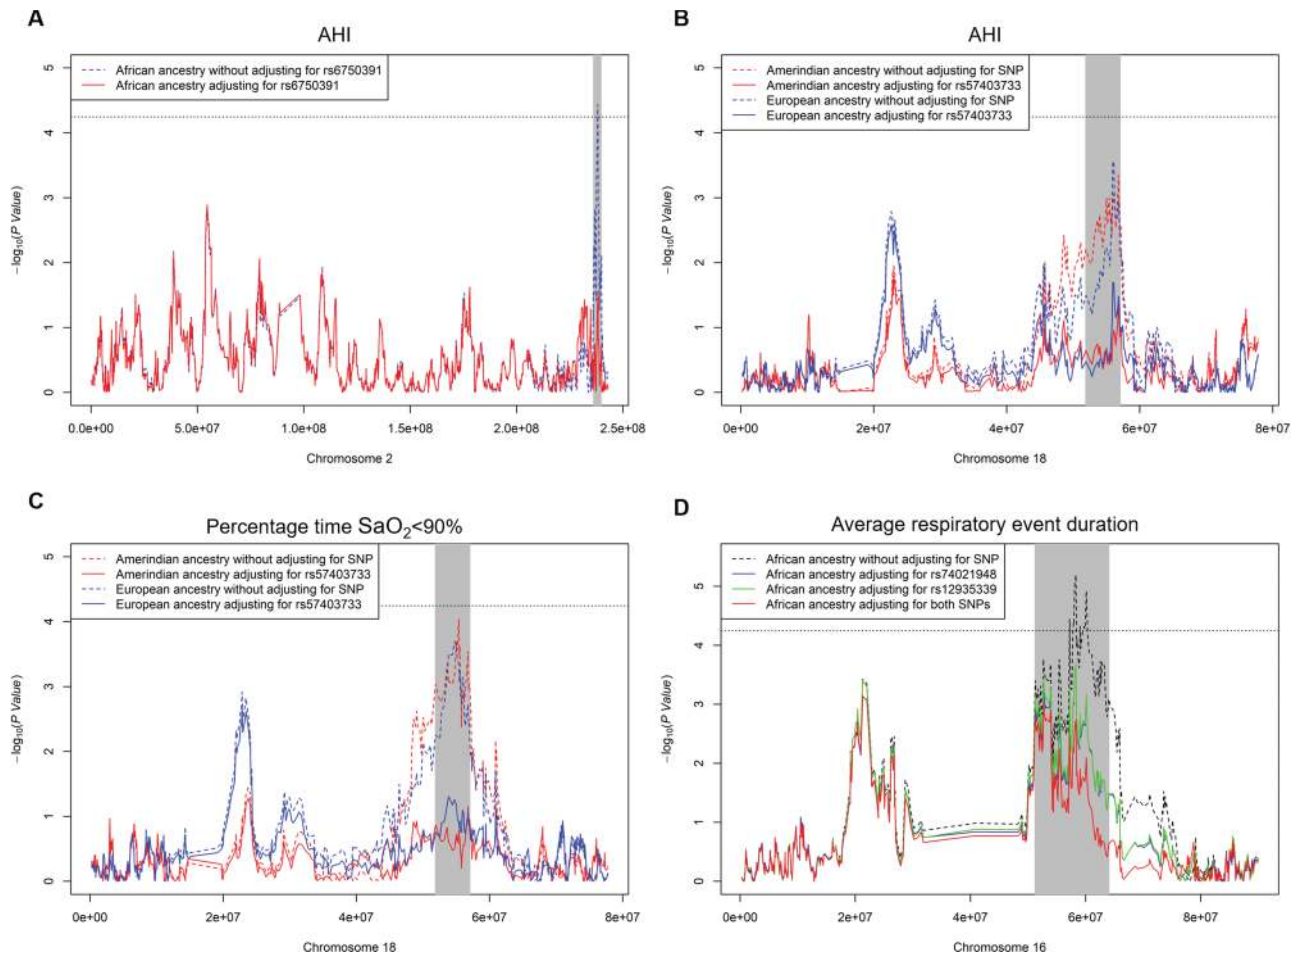 A
AHI
5
4
3
2
1
0
−log10(P Value)
African ancestry without adjusting for rs6750391
African ancestry adjusting for rs6750391
0.0e+00 5.0e+07 1.0e+08 1.5e+08 2.0e+08 2.5e+08
Chromosome 2
B
AHI
5
4
3
2
1
0
−log10(P Value)
Amerindian ancestry without adjusting for SNP
Amerindian ancestry adjusting for rs57403733
European ancestry without adjusting for SNP
European ancestry adjusting for rs57403733
0e+00 2e+07 4e+07 6e+07 8e+07
Chromosome 18
C
Percentage time SaO2<90%
5
4
3
2
1
0
−log10(P Value)
Amerindian ancestry without adjusting for SNP
Amerindian ancestry adjusting for rs57403733
European ancestry without adjusting for SNP
European ancestry adjusting for rs57403733
0e+00 2e+07 4e+07 6e+07 8e+07
Chromosome 18
D
Average respiratory event duration
5
4
3
2
1
0
−log10(P Value)
African ancestry without adjusting for SNP
African ancestry adjusting for rs74021948
African ancestry adjusting for rs12935339
African ancestry adjusting for both SNPs
0e+00 2e+07 4e+07 6e+07 8e+07
Chromosome 16